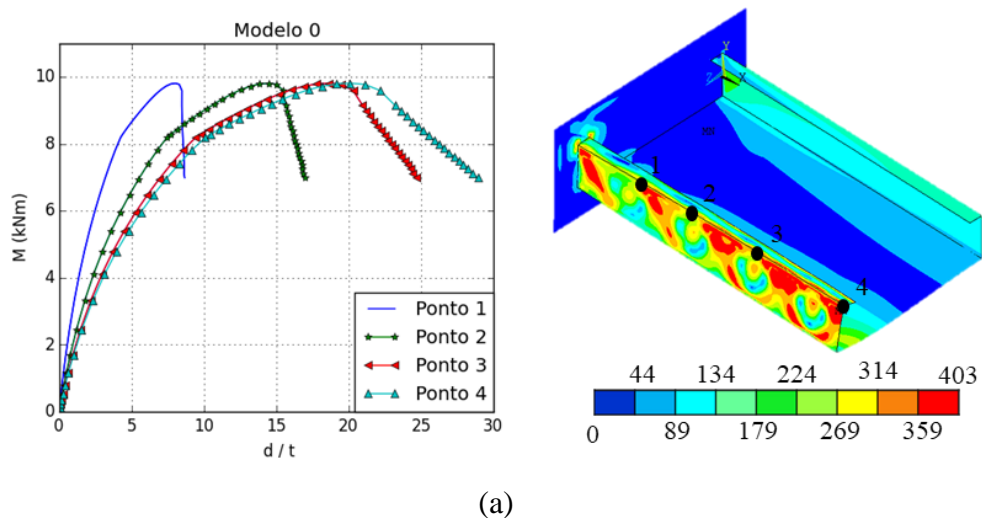 Modelo 0
M (kNm)
10
8
6
4
2
0
0 5 10 15 20 25 30
d / t
Ponto 1
Ponto 2
Ponto 3
Ponto 4
Y
Z X
1
2
3
4
44 134 224 314 403
0 89 179 269 359
(a)